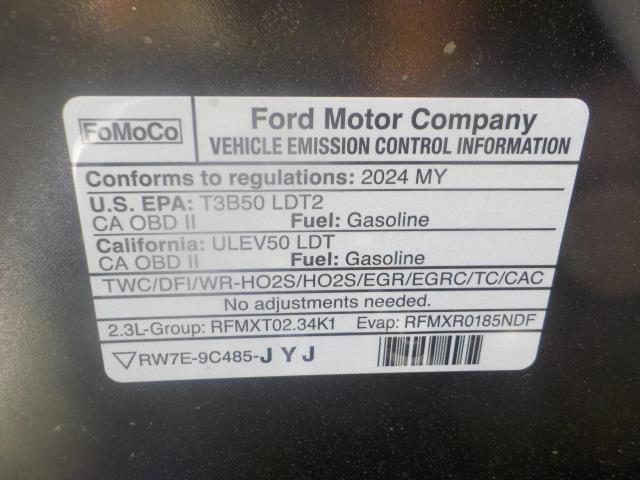 FoMoCo
Ford Motor Company
VEHICLE EMISSION CONTROL INFORMATION
Conforms to regulations: 2024 MY
U.S. EPA: T3B50 LDT2
CA OBD II Fuel: Gasoline
California: ULEV50 LDT
CA OBD II Fuel: Gasoline
TWC/DFI/WR-HO2S/HO2S/EGR/EGRC/TC/CAC
No adjustments needed.
2.3L-Group: RFMXT02.34K1 Evap: RFMXR0185NDF
RW7E-9C485-JYJ